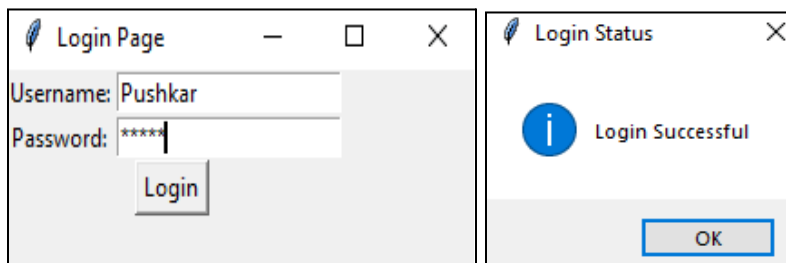 Login Page
Username: Pushkar
Password: *****
Login
Login Status
Login Successful
OK